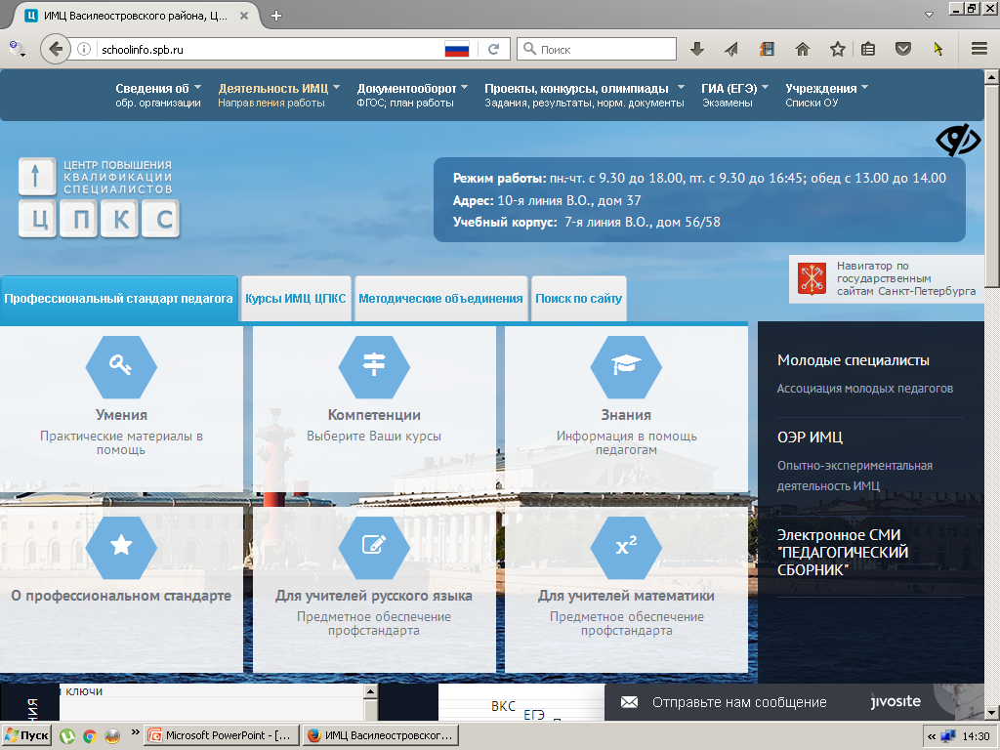 ИМЦ Василеостровского района, Ц...
schoolinfo.spb.ru
Поиск
Сведения об
обр. организации
Деятельность ИМЦ
Направления работы
Документооборот
ФГОС; план работы
Проекты, конкурсы, олимпиады
Задания, результаты, норм. документы
ГИА (ЕГЭ)
Экзамены
Учреждения
Списки ОУ
ЦЕНТР ПОВЫШЕНИЯ
КВАЛИФИКАЦИИ
СПЕЦИАЛИСТОВ
ЦПКС
Режим работы: пн.-чт. с 9.30 до 18.00, пт. с 9.30 до 16:45; обед с 13.00 до 14.00
Адрес: 10-я линия В.О., дом 37
Учебный корпус: 7-я линия В.О., дом 56/58
Навигатор по
государственным
сайтам Санкт-Петербурга
Профессиональный стандарт педагога
Курсы ИМЦ ЦПКС
Методические объединения
Поиск по сайту
Умения
Практические материалы в
помощь
Компетенции
Выберите Ваши курсы
Знания
Информация в помощь
педагогам
О профессиональном стандарте
Для учителей русского языка
Предметное обеспечение
профстандарта
x²
Для учителей математики
Предметное обеспечение
профстандарта
Молодые специалисты
Ассоциация молодых педагогов
ОЭР ИМЦ
Опытно-экспериментальная
деятельность ИМЦ
Электронное СМИ
"ПЕДАГОГИЧЕСКИЙ
СБОРНИК"
ключи
ВКС
ЕГЭ
Отправьте нам сообщение
jivosite
Пуск
Microsoft PowerPoint - [...
ИМЦ Василеостровског...
14:30